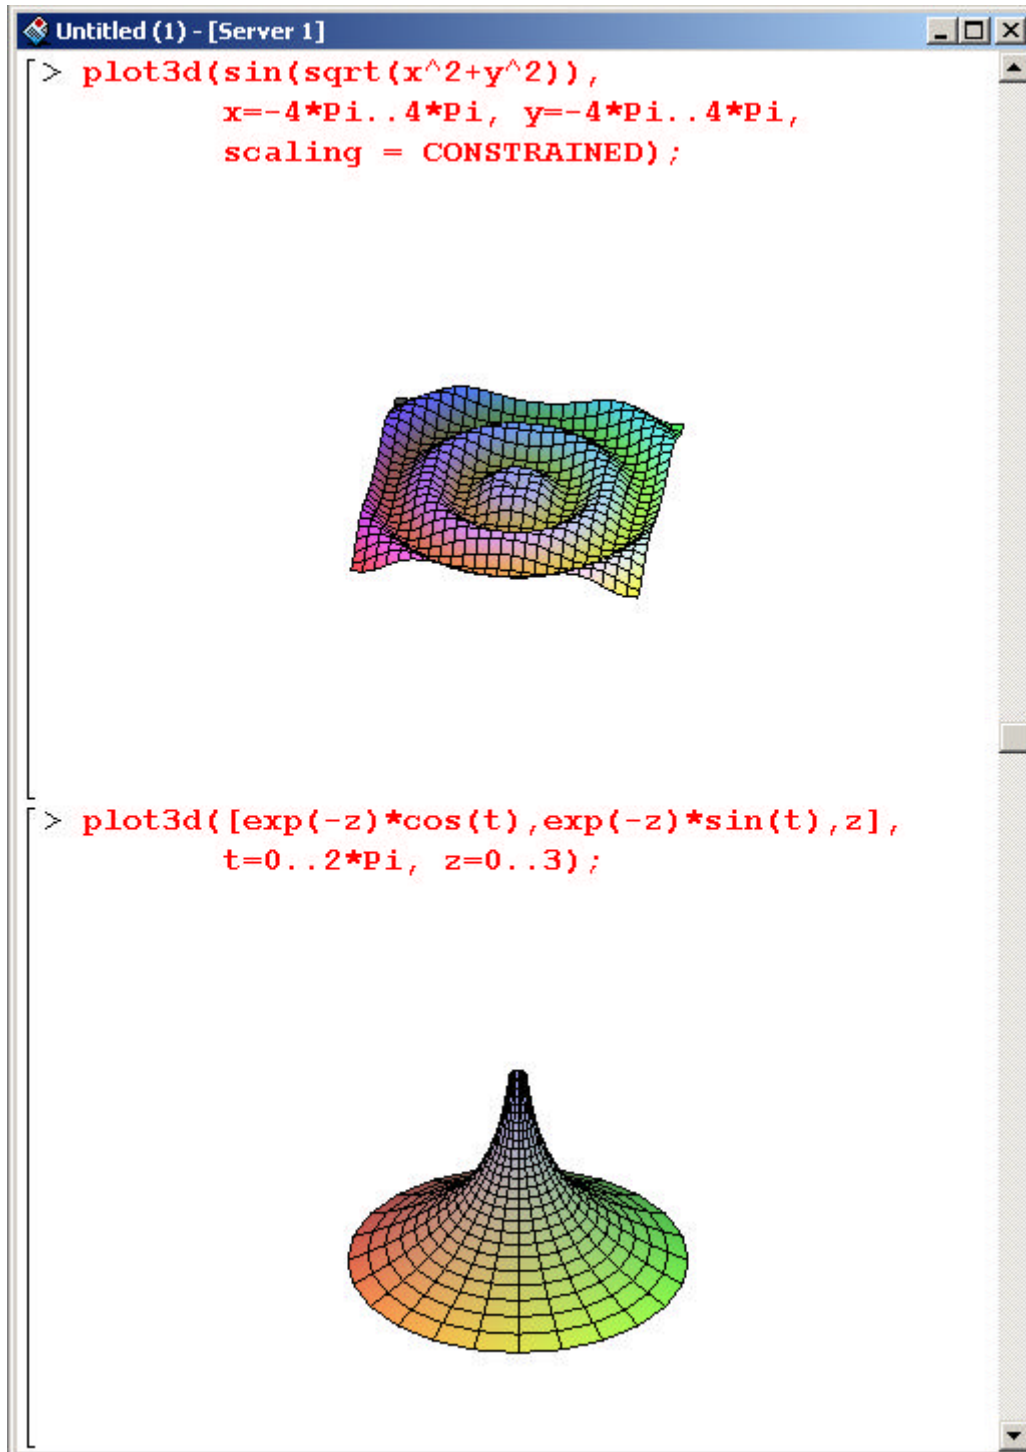 Untitled (1) - [Server 1]
> plot3d(sin(sqrt(x^2+y^2)),
x=-4*Pi..4*Pi, y=-4*Pi..4*Pi,
scaling = CONSTRAINED);
> plot3d([exp(-z)*cos(t),exp(-z)*sin(t),z],
t=0..2*Pi, z=0..3);